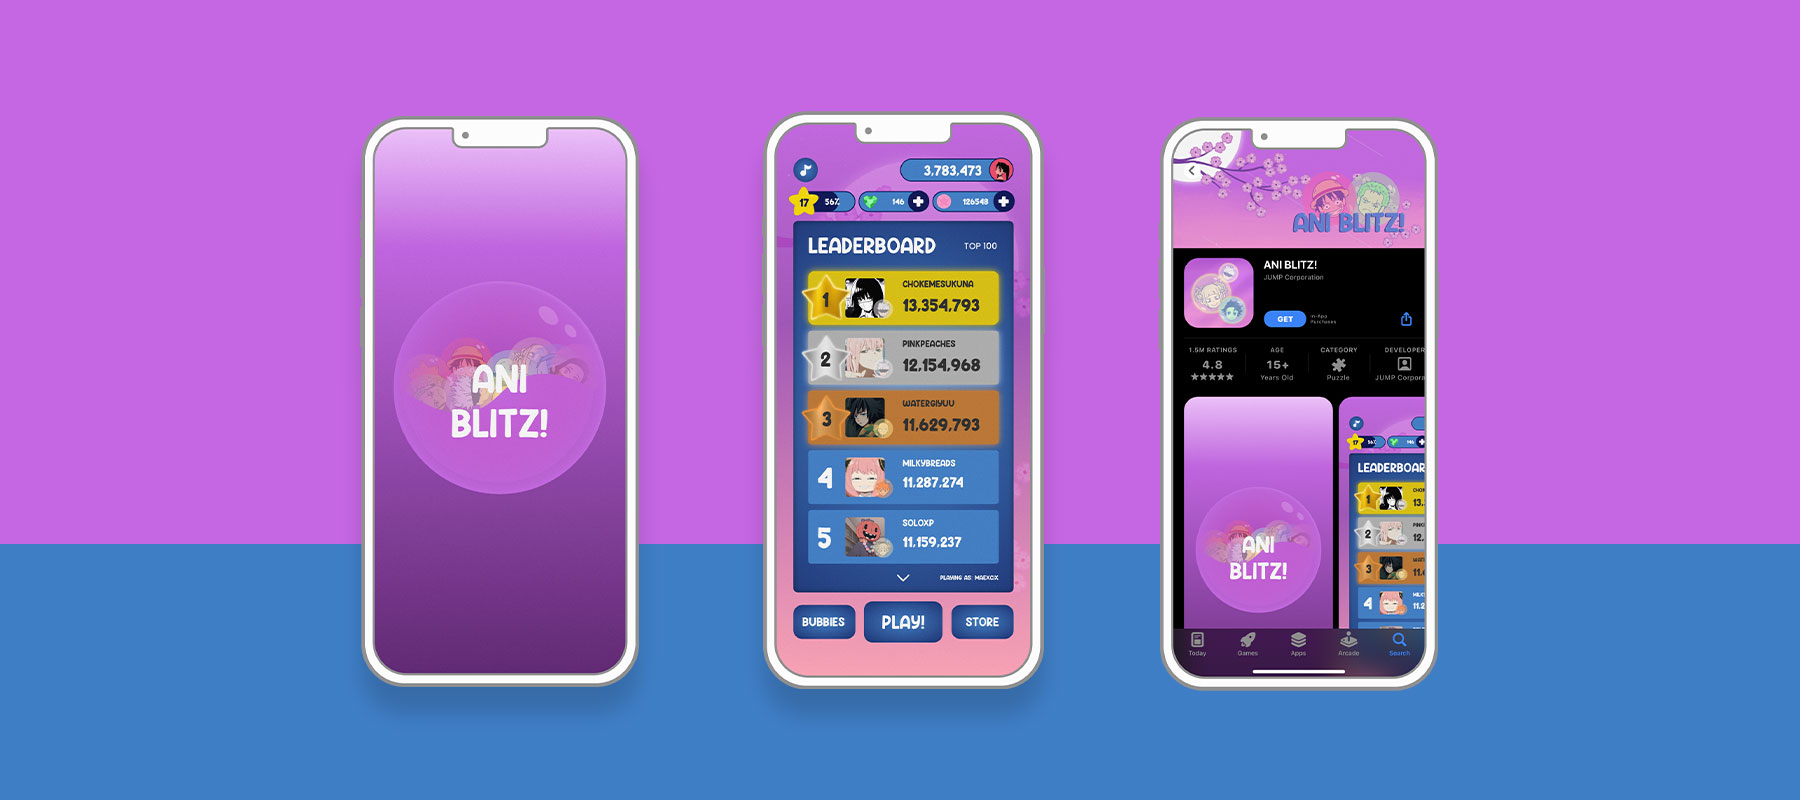 ANI
BLITZ!
3,783,473
17 56% 146 126543
LEADERBOARD TOP 100
1 CHOKEMESUKUNA
13,354,793
2 PINKPEACHES
12,154,968
3 WATERGIYUU
11,629,793
4 MILKYBREADS
11,287,274
5 SOLOXP
11,159,237
PLAYING AS: MAEXCIX
BUBBIES PLAY! STORE
ANI BLITZ!
ANI BLITZ!
JUMP Corporation
GET In-App
Purchases
1.5M RATINGS AGE CATEGORY DEVELOPER
4.8 15+
Years Old Puzzle JUMP Corpora
17 56% 146
LEADERBOAR
1 13,
2 12,
3 11,
4 11,2
ANI
BLITZ!
Today Games Apps Arcade Search